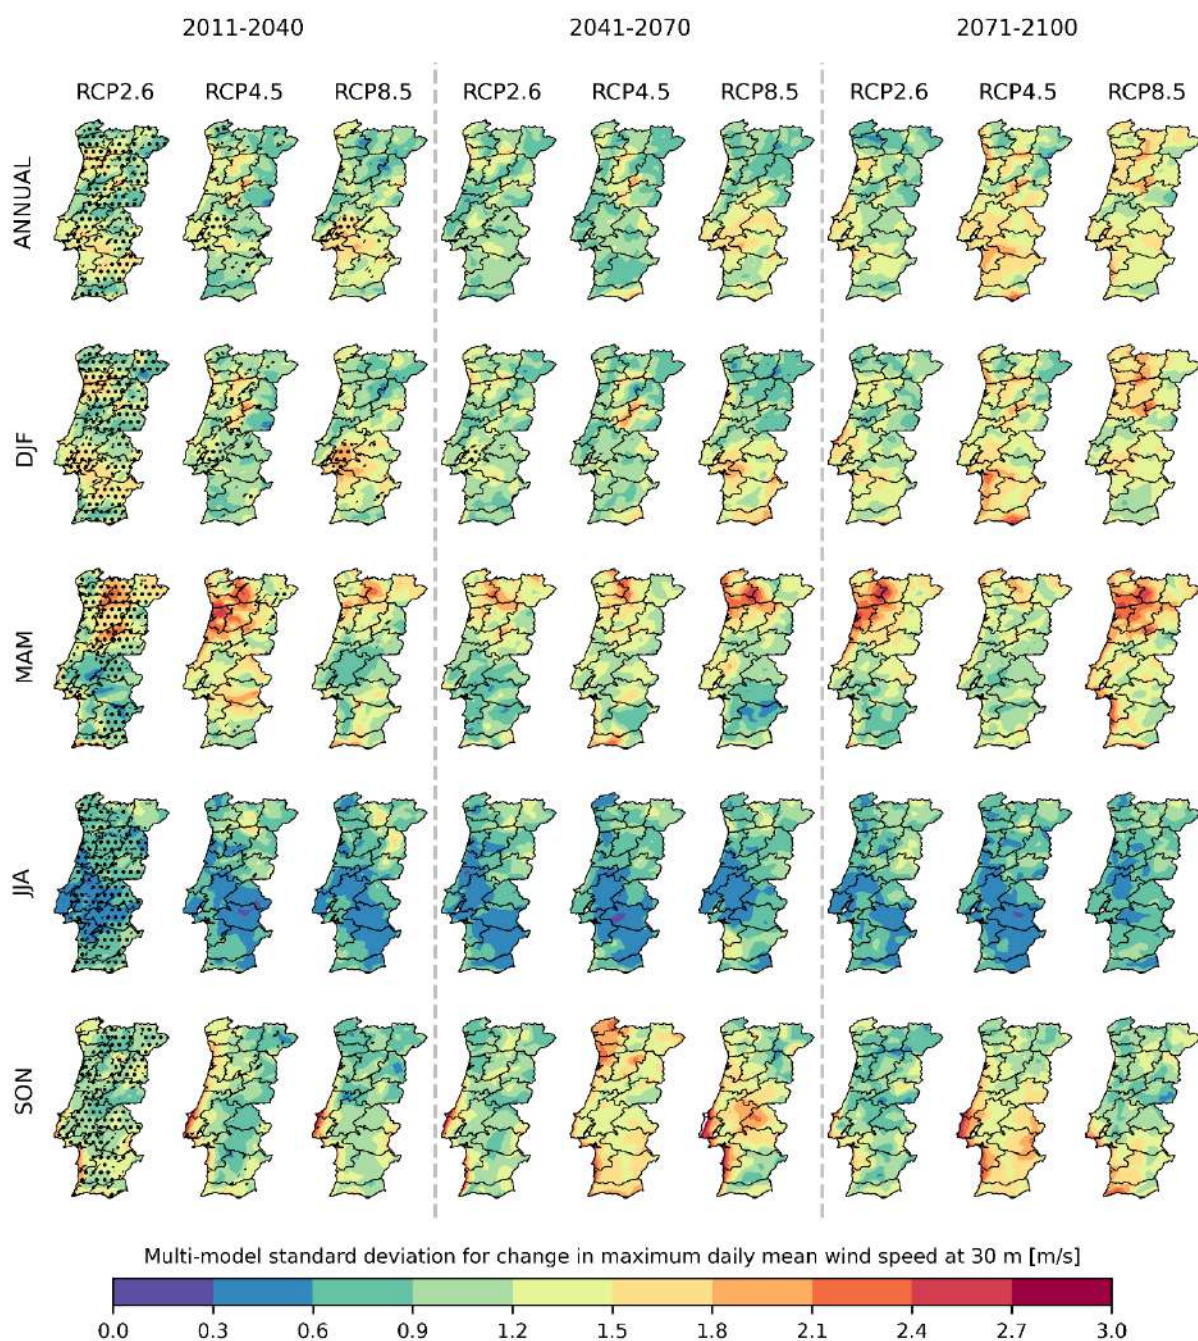 2011-2040 2041-2070 2071-2100
RCP2.6 RCP4.5 RCP8.5 RCP2.6 RCP4.5 RCP8.5 RCP2.6 RCP4.5 RCP8.5
ANNUAL
DJF
MAM
JJA
SON
Multi-model standard deviation for change in maximum daily mean wind speed at 30 m [m/s]
0.0 0.3 0.6 0.9 1.2 1.5 1.8 2.1 2.4 2.7 3.0